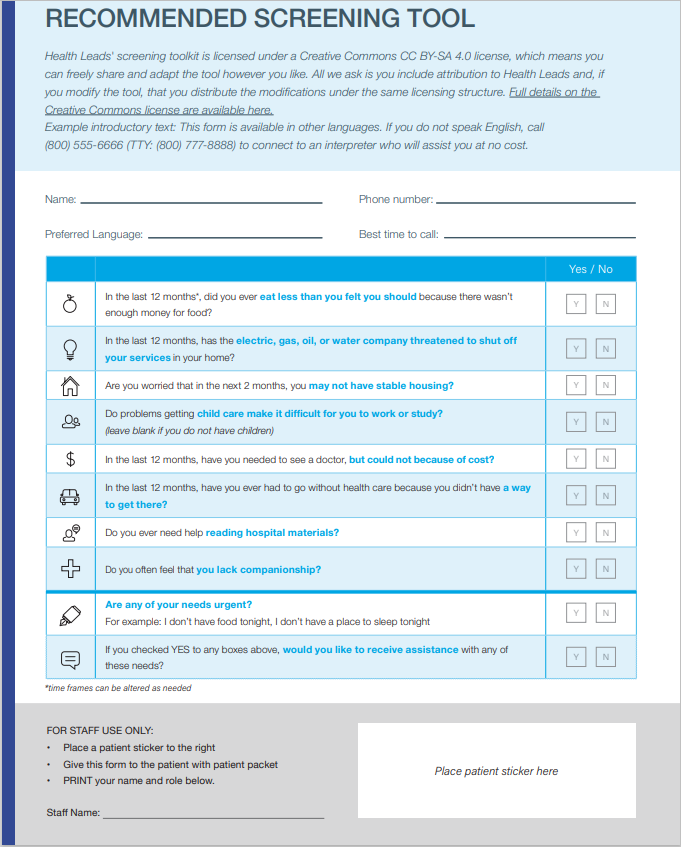 RECOMMENDED SCREENING TOOL
Health Leads' screening toolkit is licensed under a Creative Commons CC BY-SA 4.0 license, which means you
can freely share and adapt the tool however you like. All we ask is you include attribution to Health Leads and, if
you modify the tool, that you distribute the modifications under the same licensing structure. Full details on the
Creative Commons license are available here.
Example introductory text: This form is available in other languages. If you do not speak English, call
(800) 555-6666 (TTY: (800) 777-8888) to connect to an interpreter who will assist you at no cost.
Name:
Phone number:
Preferred Language:
Best time to call:
Yes / No
In the last 12 months*, did you ever eat less than you felt you should because there wasn't
enough money for food?
Y N
In the last 12 months, has the electric, gas, oil, or water company threatened to shut off
your services in your home?
Y N
Are you worried that in the next 2 months, you may not have stable housing?
Y N
Do problems getting child care make it difficult for you to work or study?
(leave blank if you do not have children)
Y N
$
In the last 12 months, have you needed to see a doctor, but could not because of cost?
Y N
In the last 12 months, have you ever had to go without health care because you didn't have a way
to get there?
Y N
Do you ever need help reading hospital materials?
Y N
Do you often feel that you lack companionship?
Y N
Are any of your needs urgent?
For example: I don't have food tonight, I don't have a place to sleep tonight
Y N
If you checked YES to any boxes above, would you like to receive assistance with any of
these needs?
Y N
*time frames can be altered as needed
FOR STAFF USE ONLY:
• Place a patient sticker to the right
• Give this form to the patient with patient packet
• PRINT your name and role below.
Staff Name:
Place patient sticker here